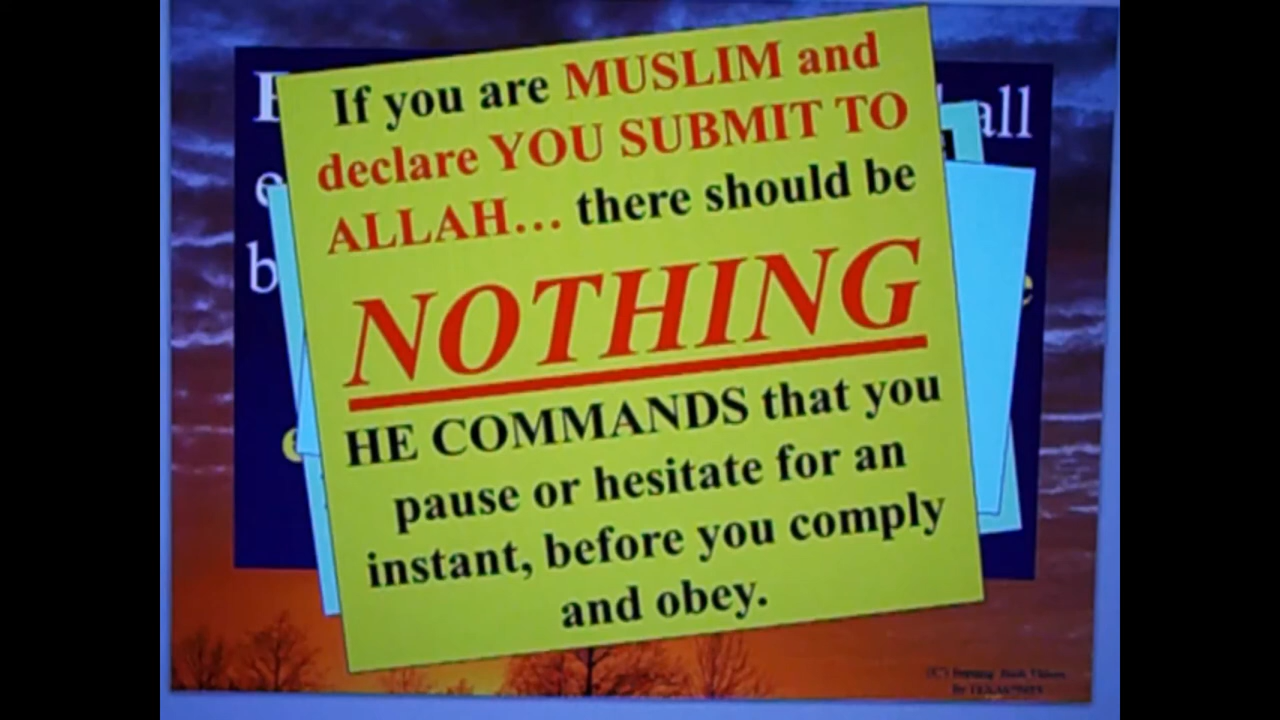 If you are MUSLIM and
declare YOU SUBMIT TO
ALLAH... there should be
NOTHING
HE COMMANDS that you
pause or hesitate for an
instant, before you comply
and obey.
all